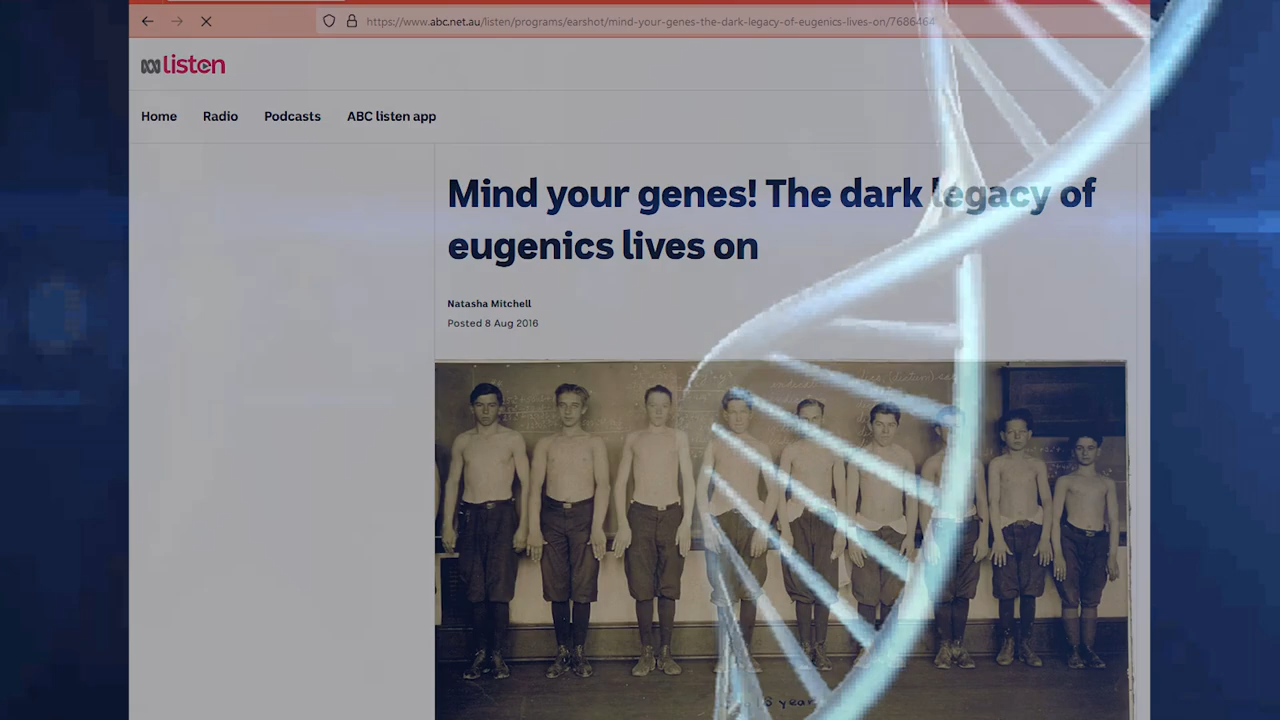 https://www.abc.net.au/listen/programs/earshot/mind-your-genes-the-dark-legacy-of-eugenics-lives-on/7686464
listen
Home Radio Podcasts ABC listen app
Mind your genes! The dark legacy of
eugenics lives on
Natasha Mitchell
Posted 8 Aug 2016